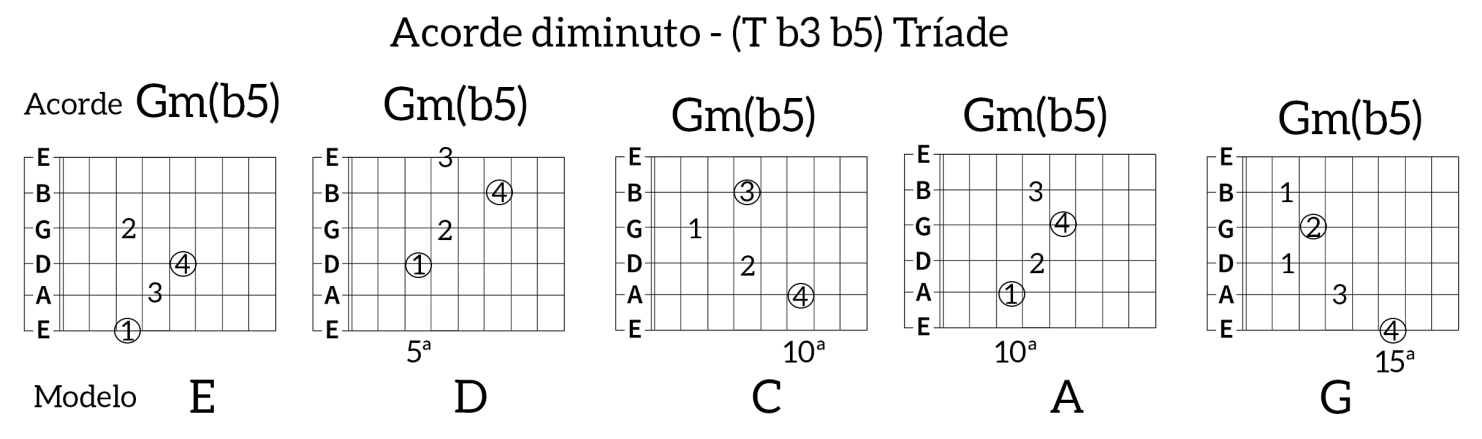 Acorde diminuto - (T b3 b5) Tríade
Acorde Gm(b5) Gm(b5) Gm(b5) Gm(b5) Gm(b5)
E E 3 E E E
B B 4 B 3 B 3 B 1
G 2 G 2 G 1 G 4 G 2
D 4 D 1 D 2 D 2 D 1
A 3 A A 4 A 1 A 3
E 1 E E E E 4
5ª 10ª 10ª 15ª
Modelo E D C A G